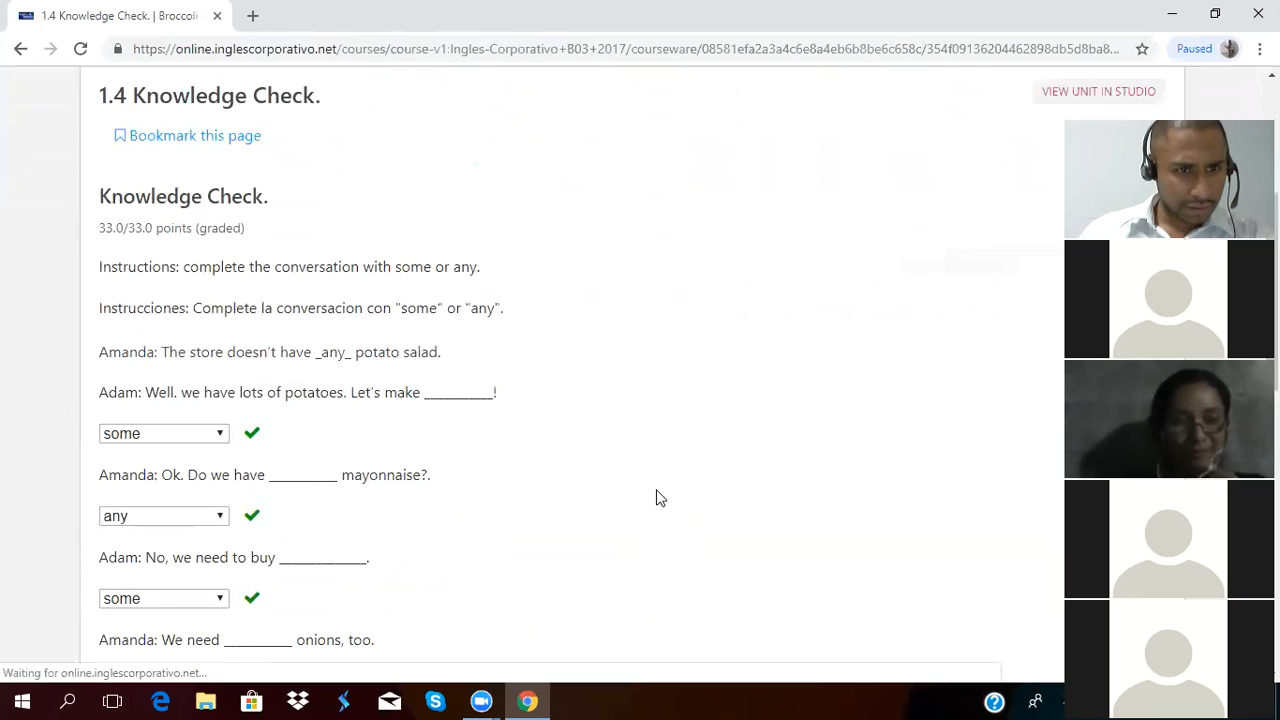 1.4 Knowledge Check. | Broccoli
https://online.inglescorporativo.net/courses/course-v1:Ingles-Corporativo+B03+2017/courseware/08581efa2a3a4c6e8a4eb6b8be6c658c/354f09136204462898db5d8ba8...
Paused
1.4 Knowledge Check.
VIEW UNIT IN STUDIO
Bookmark this page
Knowledge Check.
33.0/33.0 points (graded)
Instructions: complete the conversation with some or any.
Instrucciones: Complete la conversacion con "some" or "any".
Amanda: The store doesn't have _any_ potato salad.
Adam: Well. we have lots of potatoes. Let's make __________!
some
Amanda: Ok. Do we have __________ mayonnaise?.
any
Adam: No, we need to buy _____________.
some
Amanda: We need __________ onions, too.
Waiting for online.inglescorporativo.net...